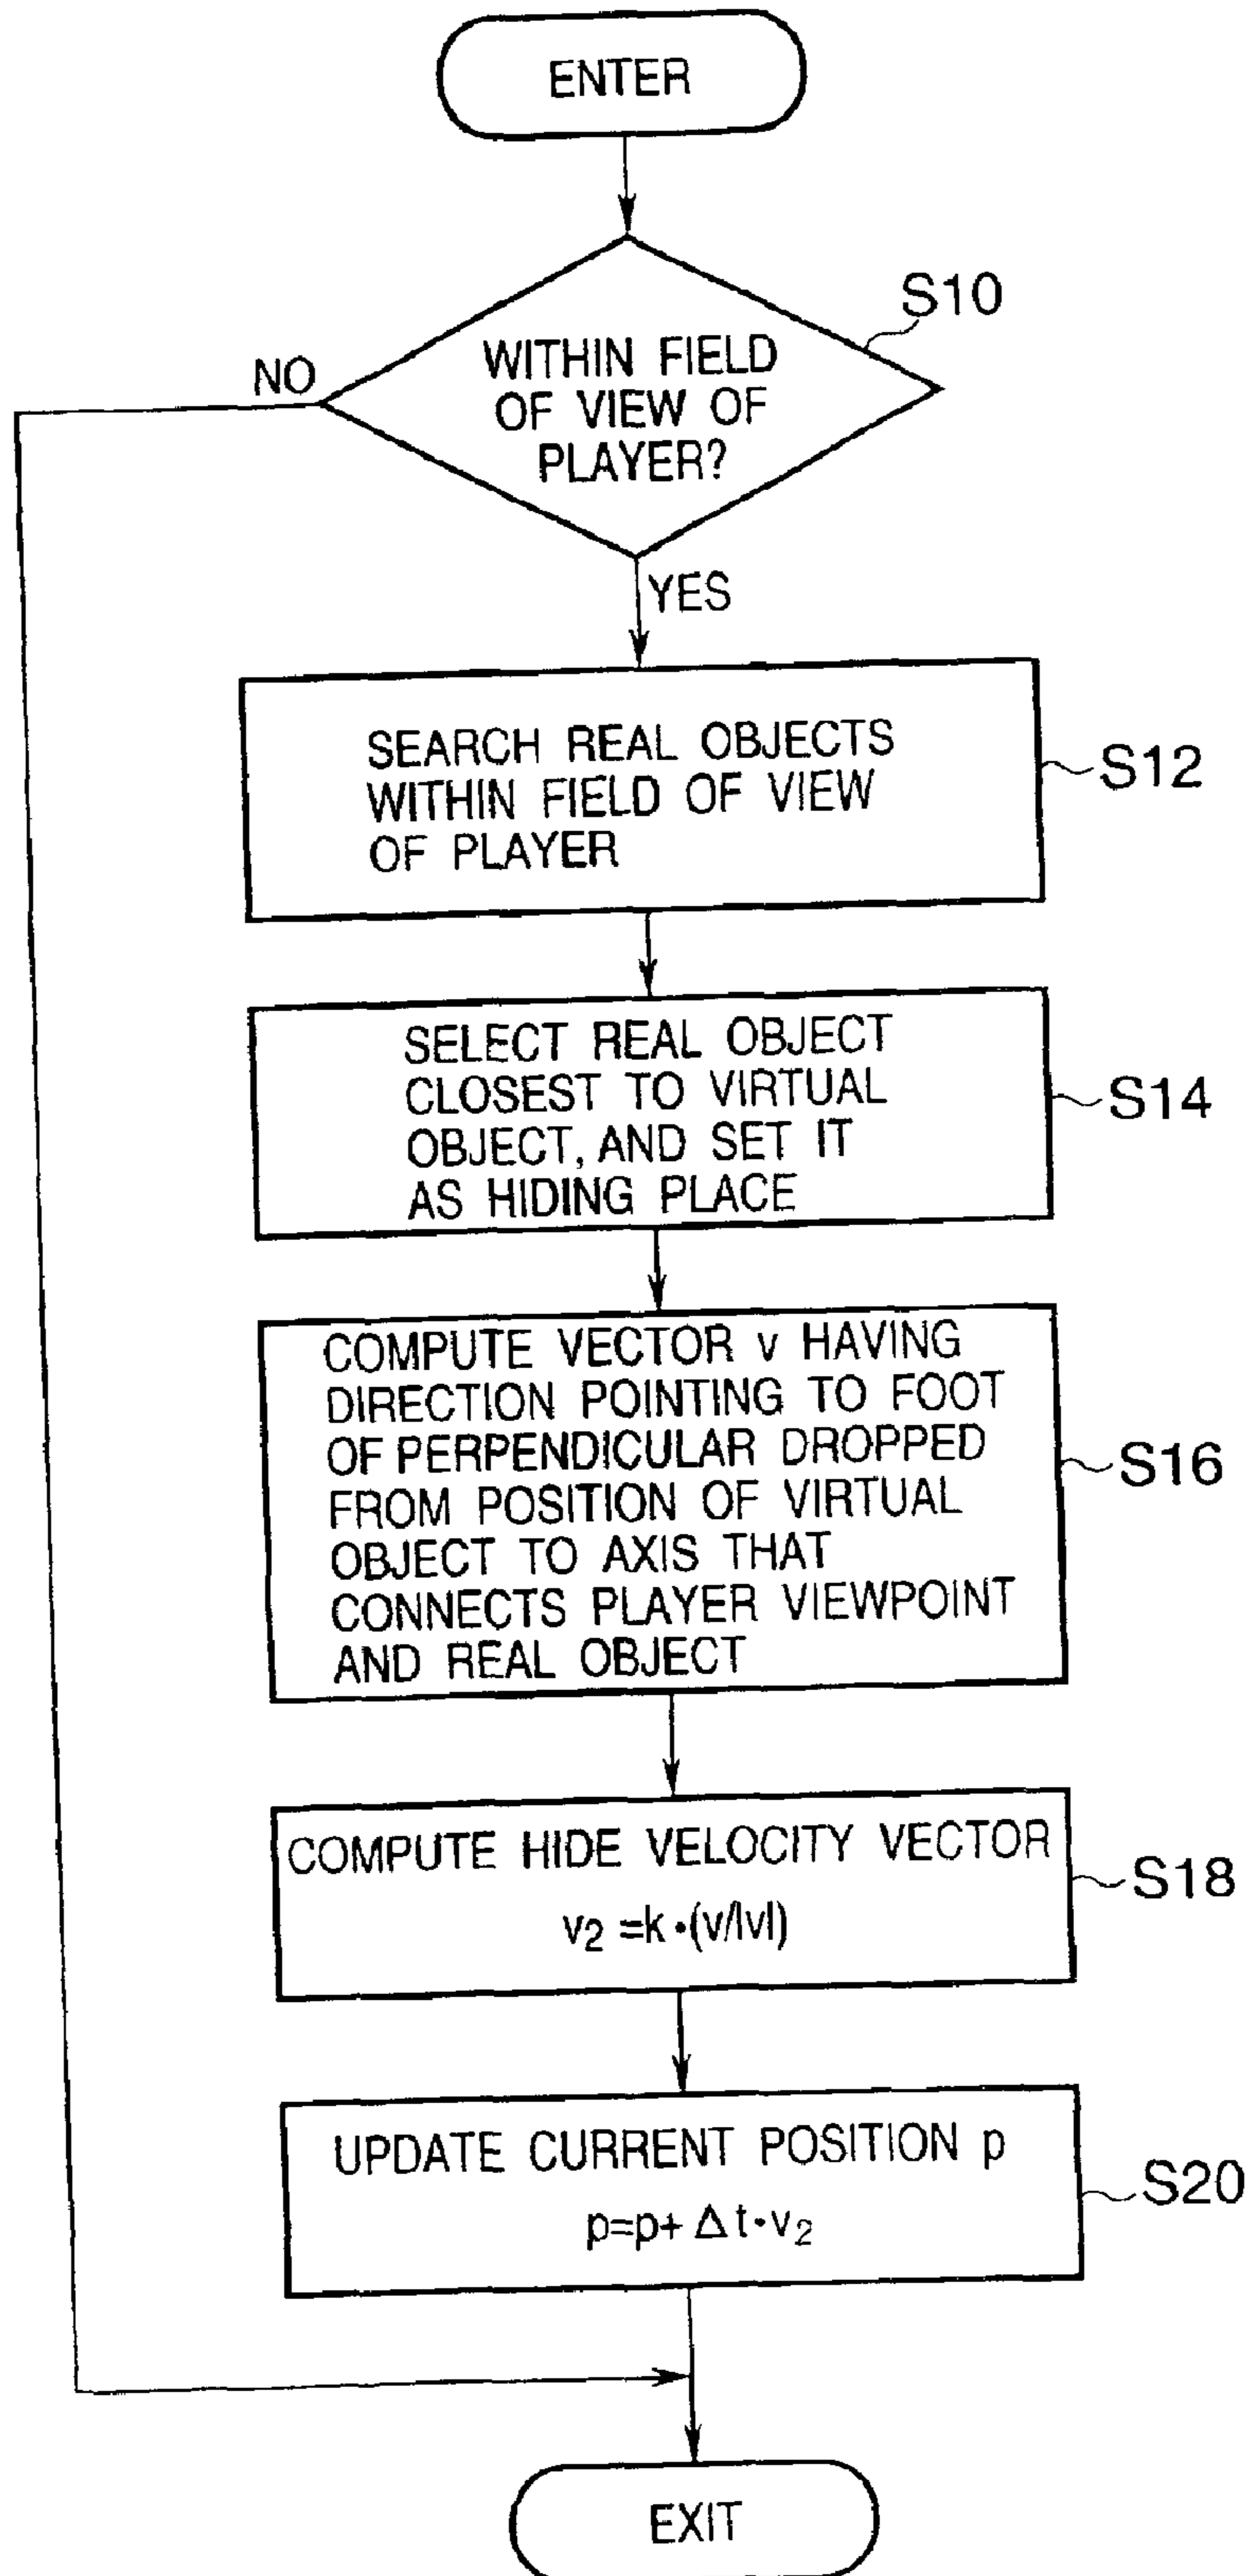 ENTER
S10
WITHIN FIELD
OF VIEW OF
PLAYER?
NO
YES
SEARCH REAL OBJECTS
WITHIN FIELD OF VIEW
OF PLAYER
S12
SELECT REAL OBJECT
CLOSEST TO VIRTUAL
OBJECT, AND SET IT
AS HIDING PLACE
S14
COMPUTE VECTOR v HAVING
DIRECTION POINTING TO FOOT
OF PERPENDICULAR DROPPED
FROM POSITION OF VIRTUAL
OBJECT TO AXIS THAT
CONNECTS PLAYER VIEWPOINT
AND REAL OBJECT
S16
COMPUTE HIDE VELOCITY VECTOR
v₂ =k·(v/|v|)
S18
UPDATE CURRENT POSITION p
p=p+ Δt·v₂
S20
EXIT